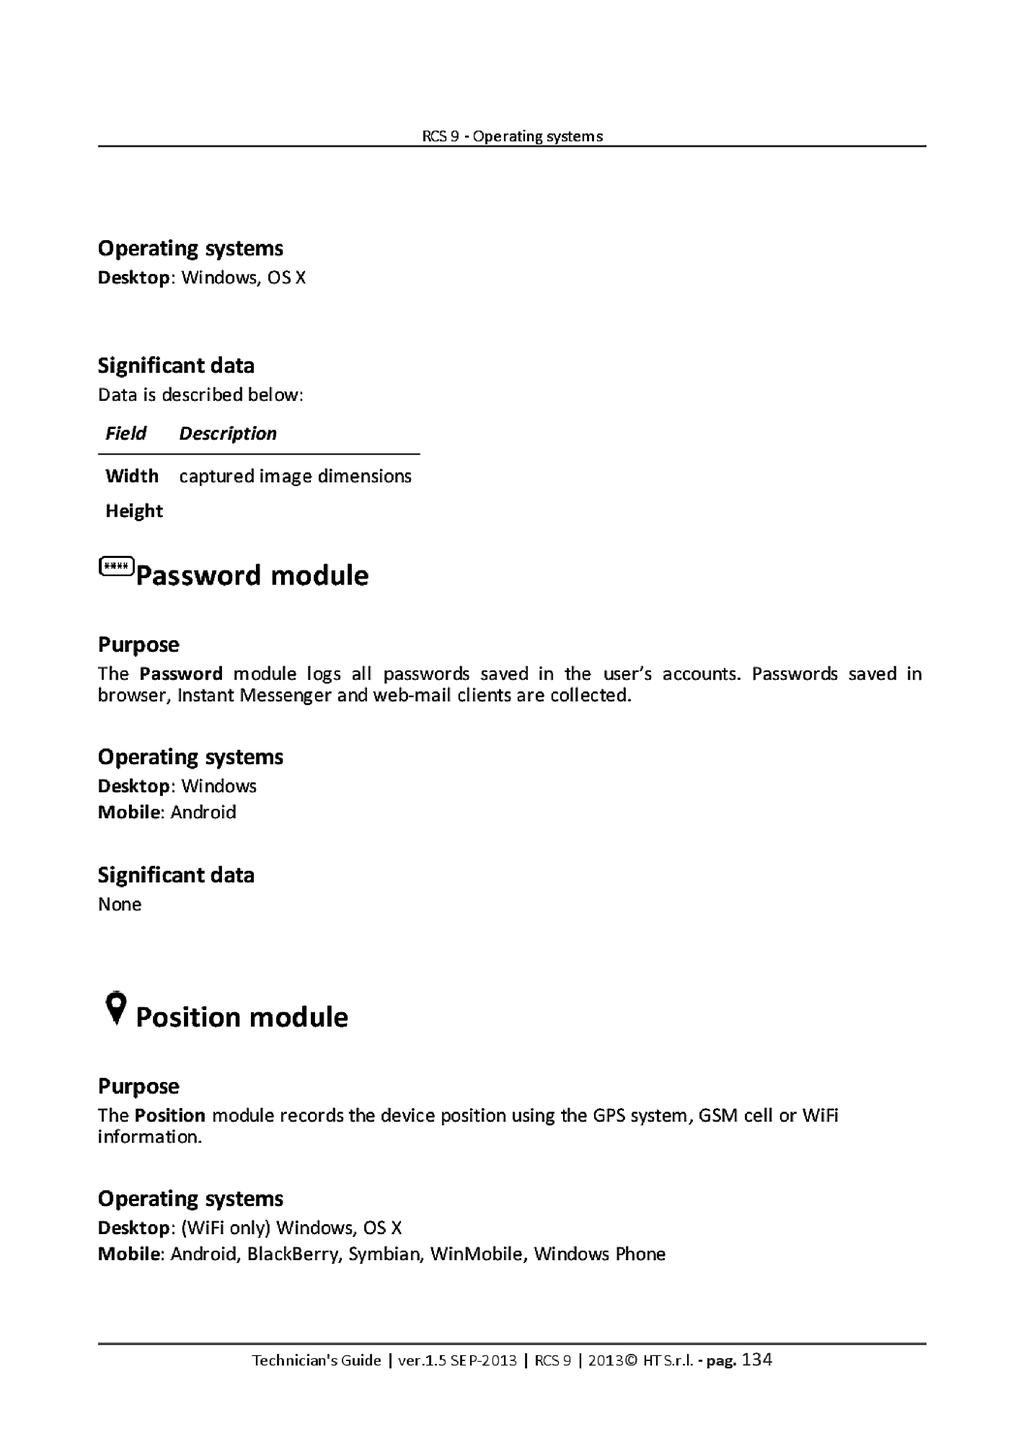 RCS 9 - Operating systems
Operating systems
Desktop: Windows, OS X
Significant data
Data is described below:
Field Description
Width captured image dimensions
Height
****Password module
Purpose
The Password module logs all passwords saved in the user’s accounts. Passwords saved in
browser, Instant Messenger and web-mail clients are collected.
Operating systems
Desktop: Windows
Mobile: Android
Significant data
None
Position module
Purpose
The Position module records the device position using the GPS system, GSM cell or WiFi
information.
Operating systems
Desktop: (WiFi only) Windows, OS X
Mobile: Android, BlackBerry, Symbian, WinMobile, Windows Phone
Technician's Guide | ver.1.5 SEP-2013 | RCS 9 | 2013© HT S.r.l. - pag. 134